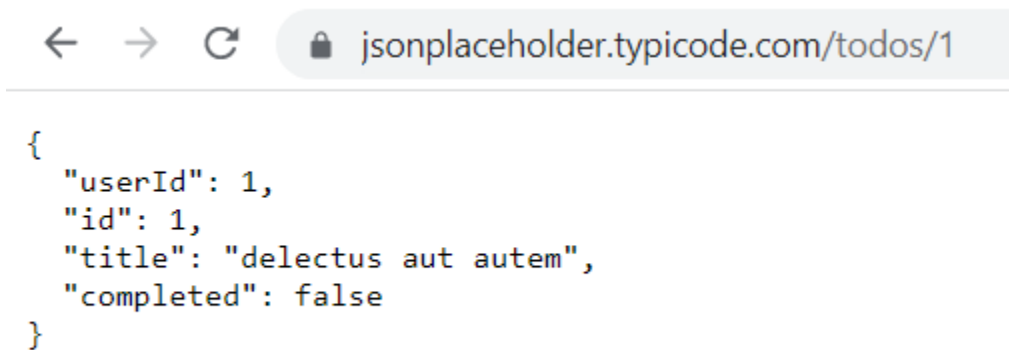 jsonplaceholder.typicode.com/todos/1
{
  "userId": 1,
  "id": 1,
  "title": "delectus aut autem",
  "completed": false
}